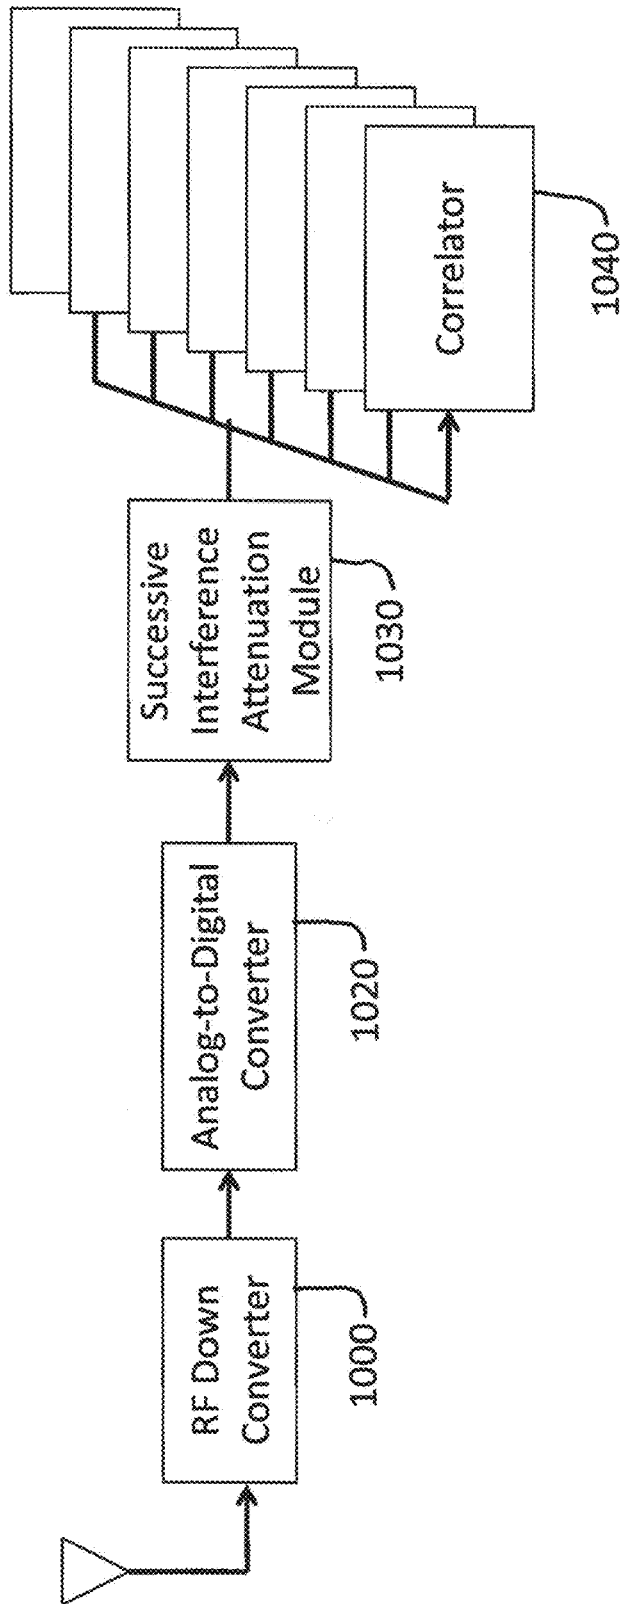 RF Down
Converter
1000
Analog-to-Digital
Converter
1020
Successive
Interference
Attenuation
Module
1030
Correlator
1040